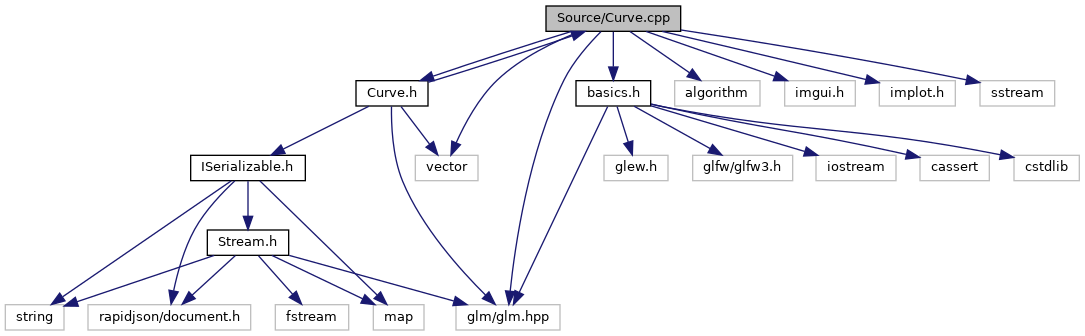 Source/Curve.cpp
Curve.h
basics.h
algorithm
imgui.h
implot.h
sstream
ISerializable.h
vector
glew.h
glfw/glfw3.h
iostream
cassert
cstdlib
Stream.h
string
rapidjson/document.h
fstream
map
glm/glm.hpp